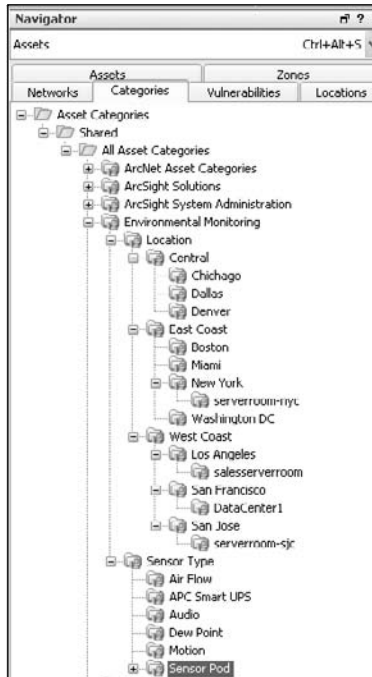 Navigator ?
Assets Ctrl+Alt+S
Assets Zones
Networks Categories Vulnerabilities Locations
Asset Categories
Shared
All Asset Categories
ArcNet Asset Categories
ArcSight Solutions
ArcSight System Administration
Environmental Monitoring
Location
Central
Chichago
Dallas
Denver
East Coast
Boston
Miami
New York
serverroom-nyc
Washington DC
West Coast
Los Angeles
salesserverroom
San Francisco
DataCenter1
San Jose
serverroom-sjc
Sensor Type
Air Flow
APC Smart UPS
Audio
Dew Point
Motion
Sensor Pod